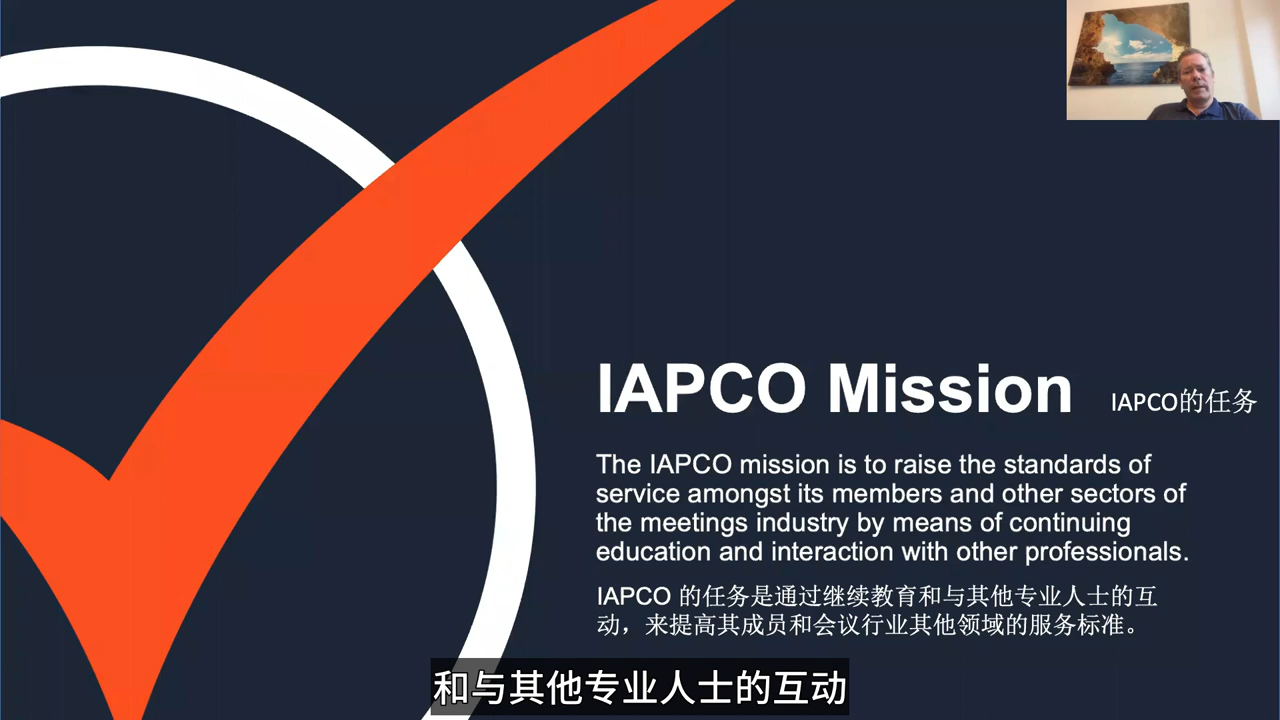 IAPCO Mission IAPCO的任务
The IAPCO mission is to raise the standards of
service amongst its members and other sectors of
the meetings industry by means of continuing
education and interaction with other professionals.
IAPCO 的任务是通过继续教育和与其他专业人士的互
动，来提高其成员和会议行业其他领域的服务标准。
和与其他专业人士的互动